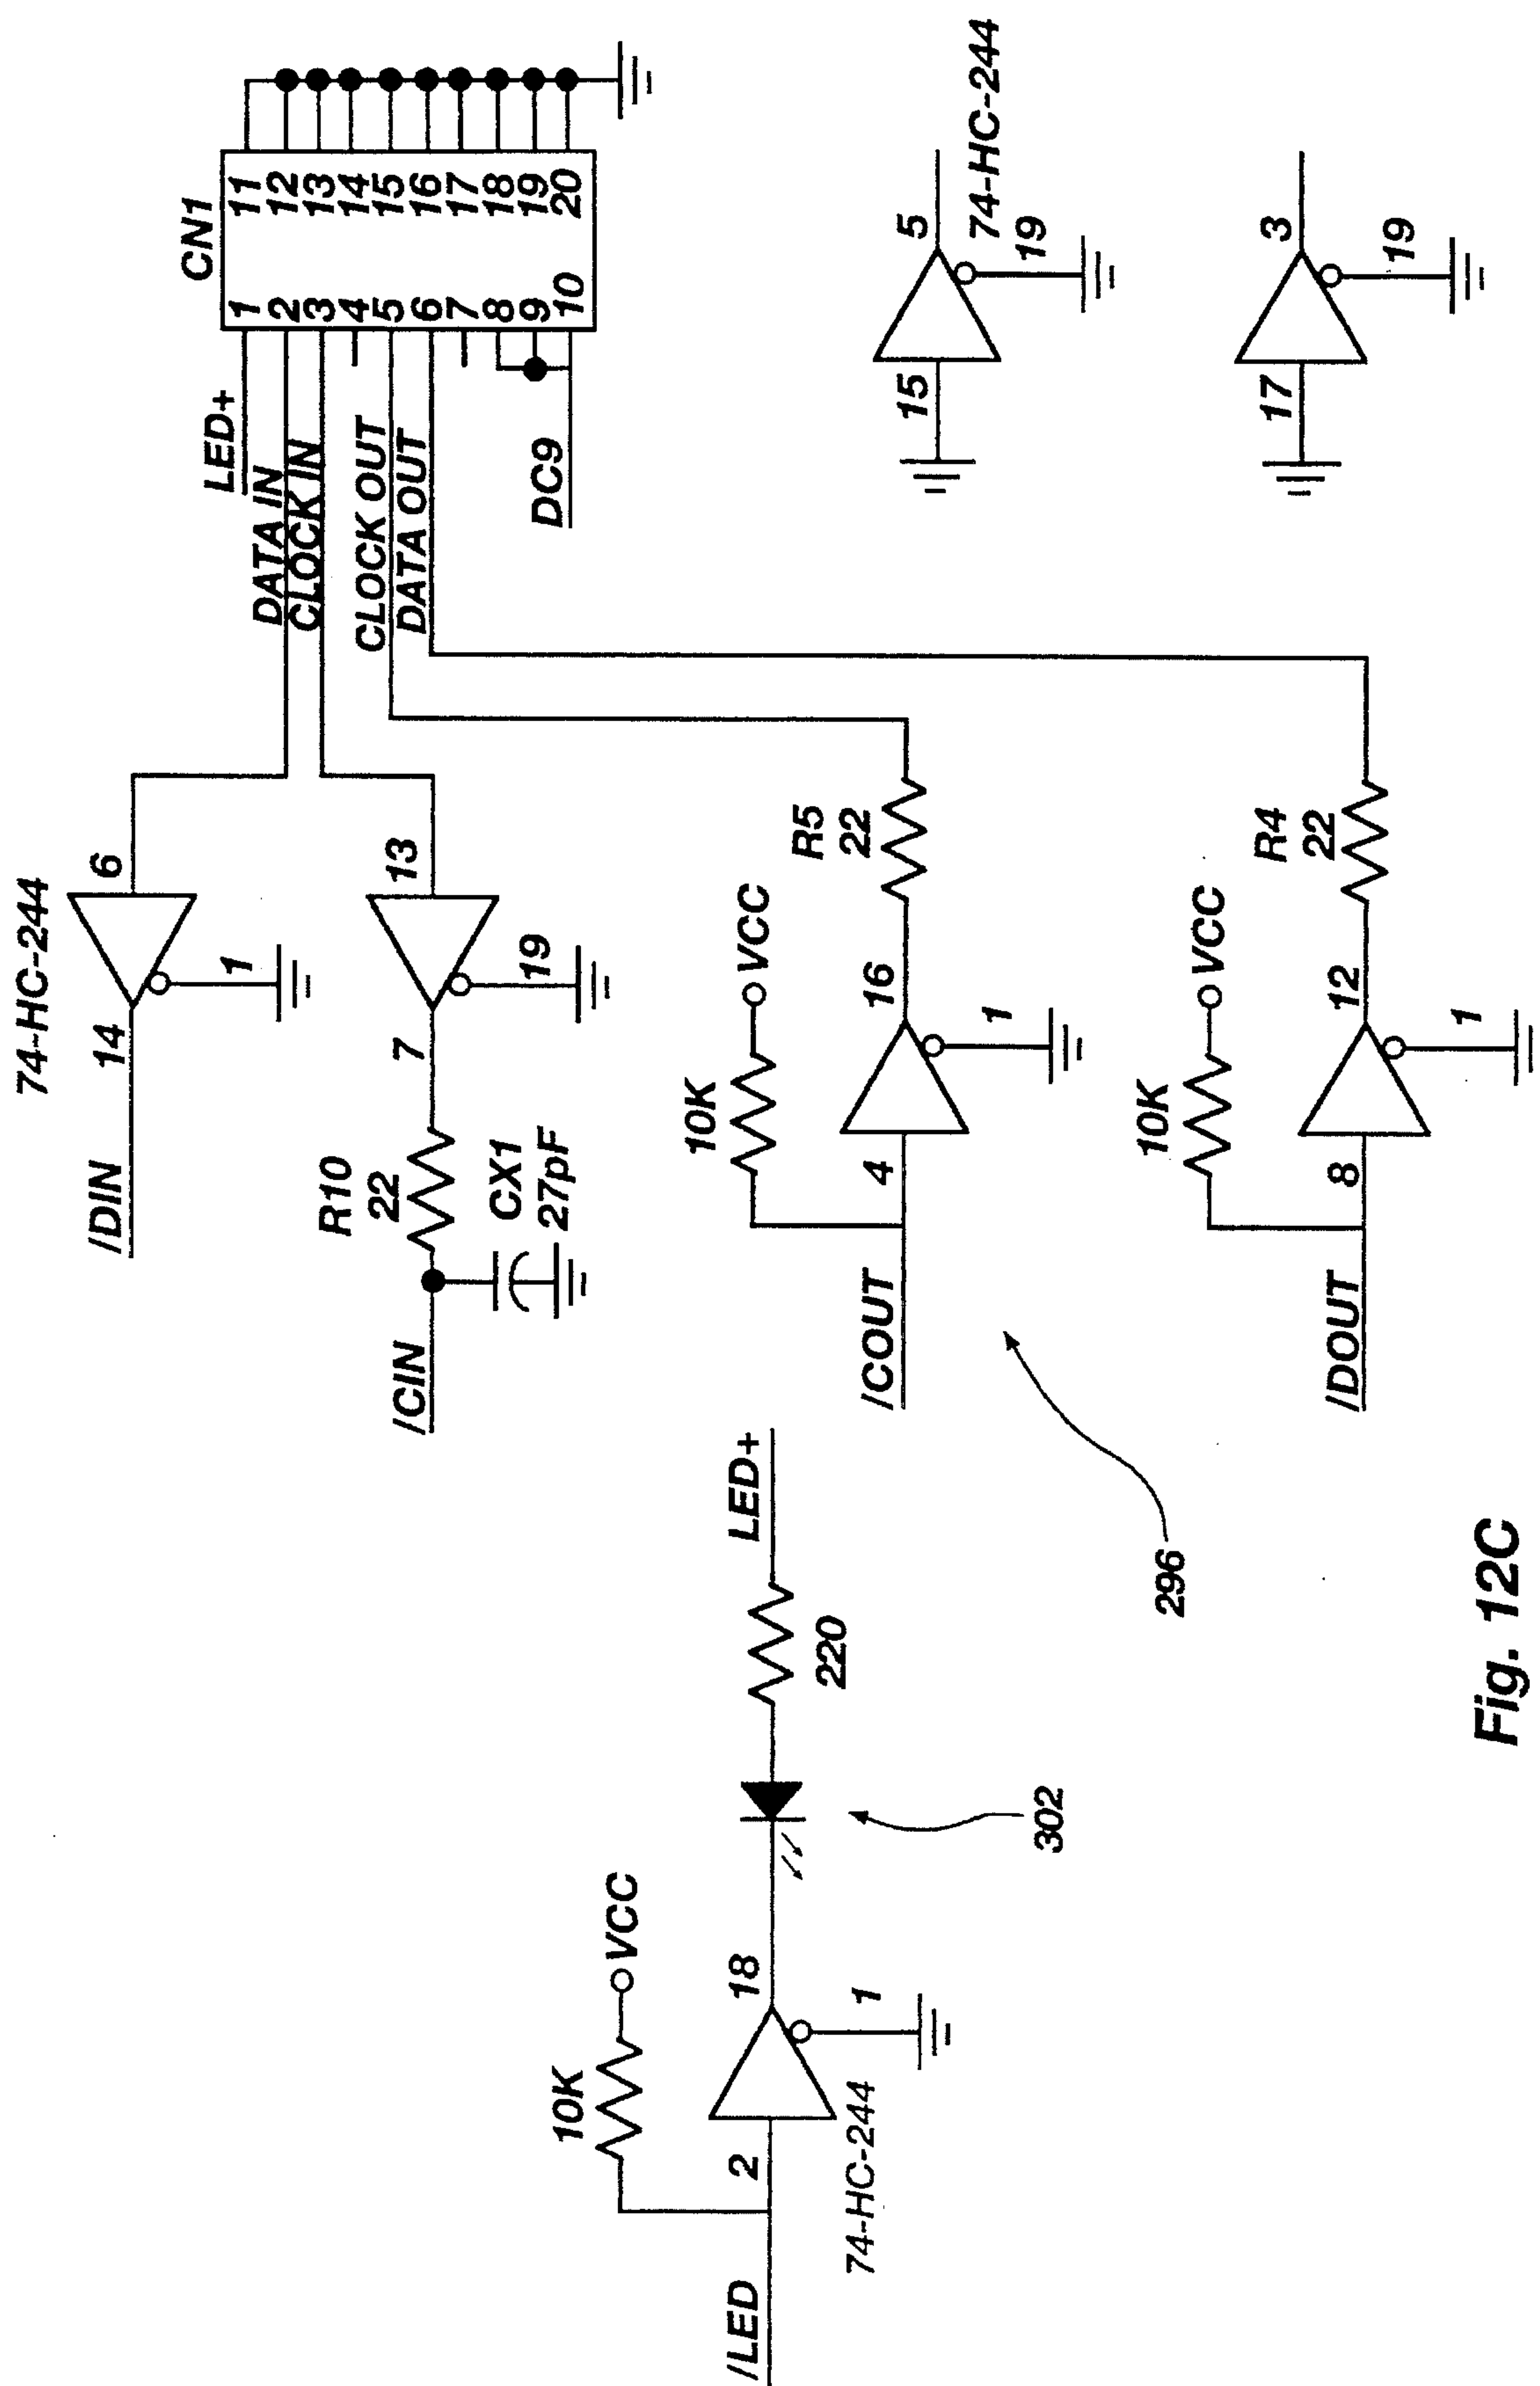 74-HC-244
/DIN
14
6
1
/CIN
R10
22
7
13
19
CX1
27pF
LED+
DATA IN
CLOCK IN
CLOCK OUT
DATA OUT
DC9
CN1
1 11
2 12
3 13
4 14
5 15
6 16
7 17
8 18
9 19
10 20
/LED
10K
VCC
2
18
1
74-HC-244
302
220
LED+
/COUT
10K
VCC
4
16
1
R5
22
15
5
74-HC-244
19
296
/DOUT
10K
VCC
8
12
1
R4
22
17
3
19
Fig. 12C